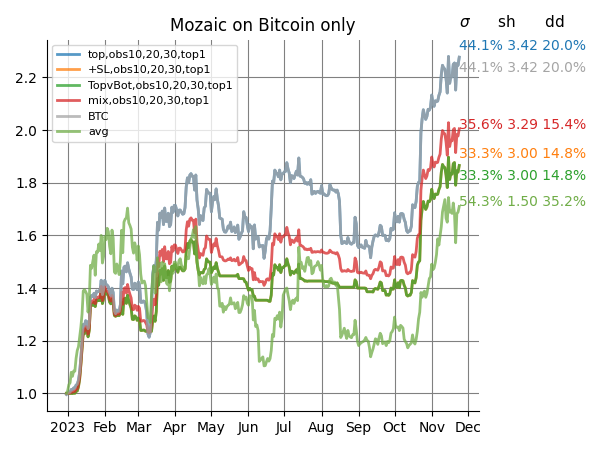 Mozaic on Bitcoin only
σ sh dd
44.1% 3.42 20.0%
44.1% 3.42 20.0%
35.6% 3.29 15.4%
33.3% 3.00 14.8%
33.3% 3.00 14.8%
54.3% 1.50 35.2%
top,obs10,20,30,top1
+SL,obs10,20,30,top1
TopvBot,obs10,20,30,top1
mix,obs10,20,30,top1
BTC
avg
2.2
2.0
1.8
1.6
1.4
1.2
1.0
2023 Feb Mar Apr May Jun Jul Aug Sep Oct Nov Dec